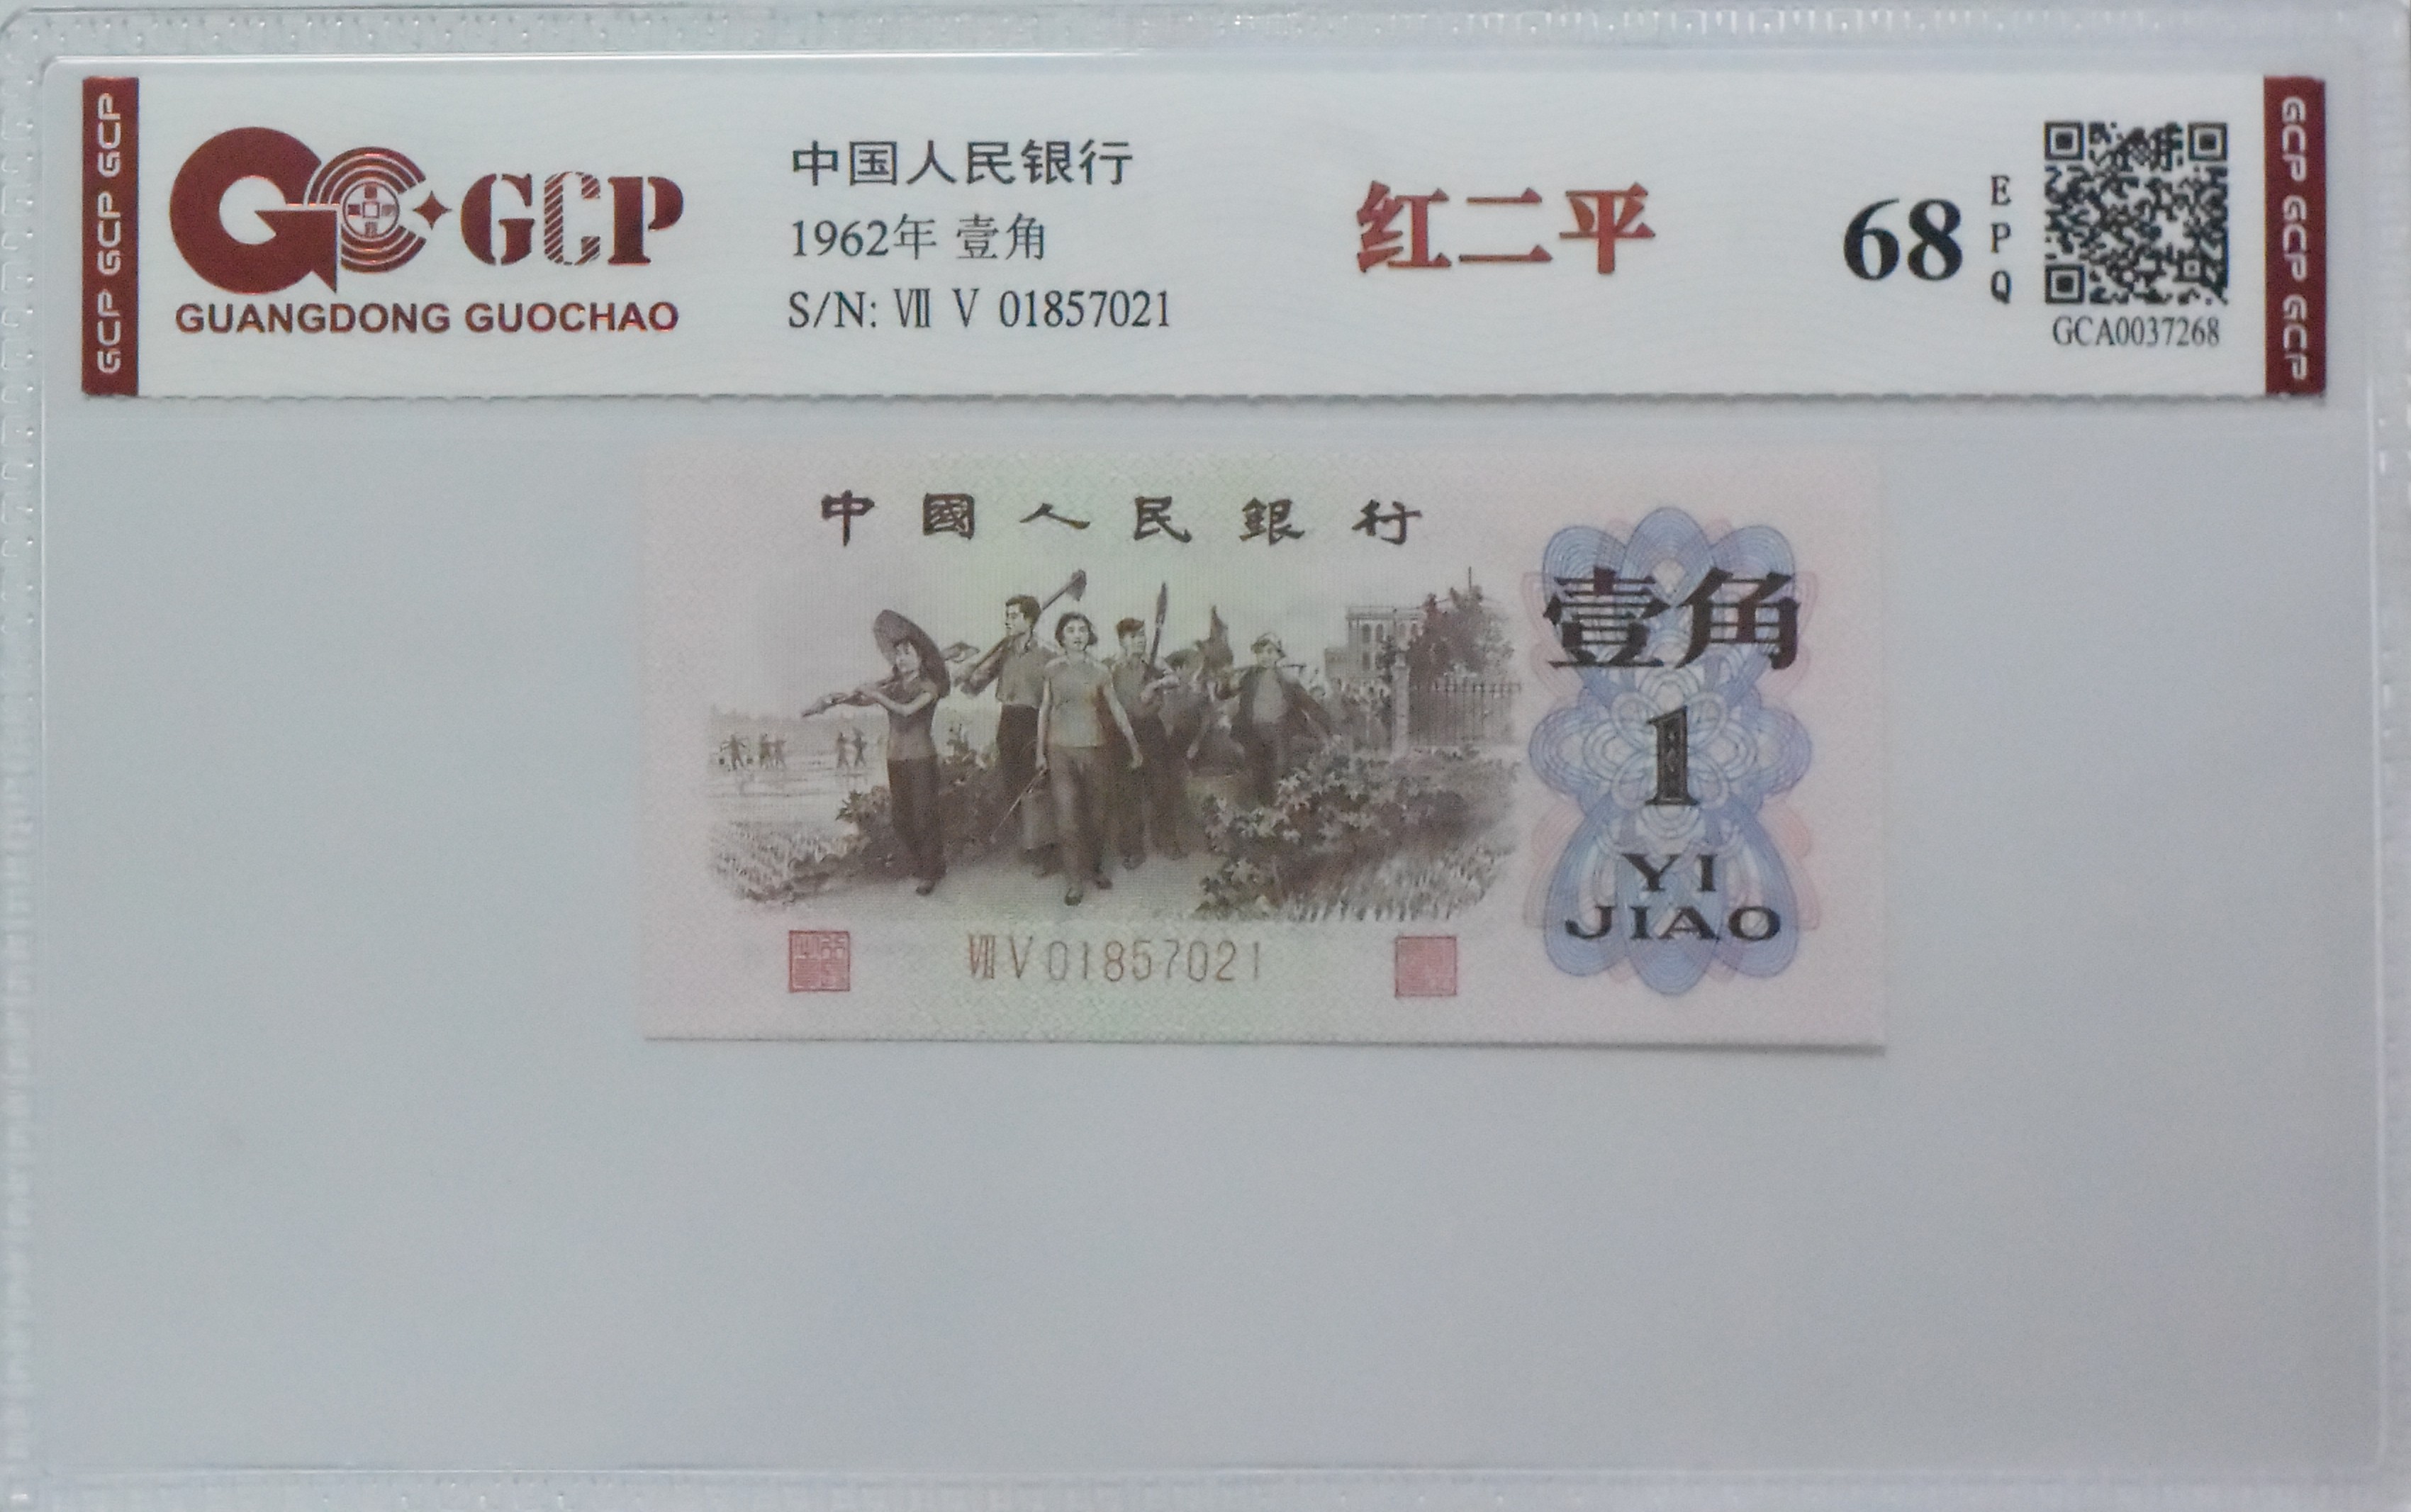 GCP GCP GCP
GCP
GUANGDONG GUOCHAO
中国人民银行
1962年 壹角
S/N: Ⅶ V 01857021
红二平
68
E
P
Q
GCA0037268
GCP GCP GCP
中國人民銀行
壹角
1
YI
JIAO
Ⅶ V 01857021